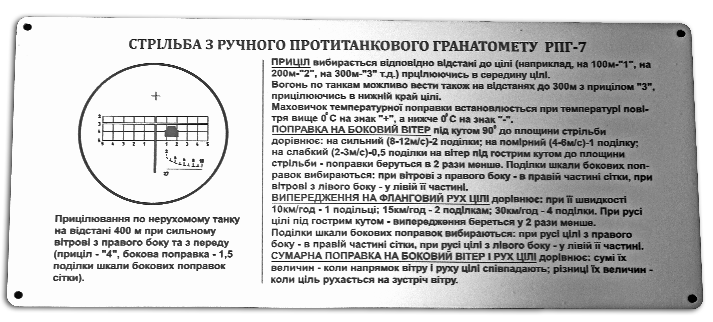 СТРІЛЬБА З РУЧНОГО ПРОТИТАНКОВОГО ГРАНАТОМЕТУ РПГ-7
Прицілювання по нерухомому танку
на відстані 400 м при сильному
вітрові з правого боку та з переду
(приціл - "4", бокова поправка - 1,5
поділки шкали бокових поправок
сітки).
ПРИЦІЛ вибирається відповідно відстані до цілі (наприклад, на 100м-"1", на
200м-"2", на 300м-"3" т.д.) прцілюючись в середину цілі.
Вогонь по танкам можливо вести також на відстанях до 300м з прицілом "3",
прицілюючись в нижній край цілі.
Маховичок температурної поправки встановлюється при температурі пові-
тря вище 0°С на знак "+", а нижче 0°С на знак "-".
ПОПРАВКА НА БОКОВИЙ ВІТЕР під кутом 90° до площини стрільби
дорівнює: на сильний (8-12м/с)-2 поділки; на помірний (4-6м/с)-1 поділку;
на слабкий (2-3м/с)-0,5 поділки на вітер під гострим кутом до площини
стрільби - поправки беруться в 2 рази менше. Поділки шкали бокових поп-
равок вибираються: при вітрові з правого боку - в правій частині сітки, при
вітрові з лівого боку - у лівій її частині.
ВИПЕРЕДЖЕННЯ НА ФЛАНГОВИЙ РУХ ЦІЛІ дорівнює: при її швидкості
10км/год - 1 подільці; 15км/год - 2 поділкам; 30км/год - 4 поділки. При русі
цілі під гострим кутом - випередження береться у 2 рази менше.
Поділки шкали бокових поправок вибираються: при русі цілі з правого
боку - в правій частині сітки, при русі цілі з лівого боку - у лівій її частині.
СУМАРНА ПОПРАВКА НА БОКОВИЙ ВІТЕР І РУХ ЦІЛІ дорівнює: сумі їх
величин - коли напрямок вітру і руху цілі співпадають; різниці їх величин -
коли ціль рухається на зустріч вітру.